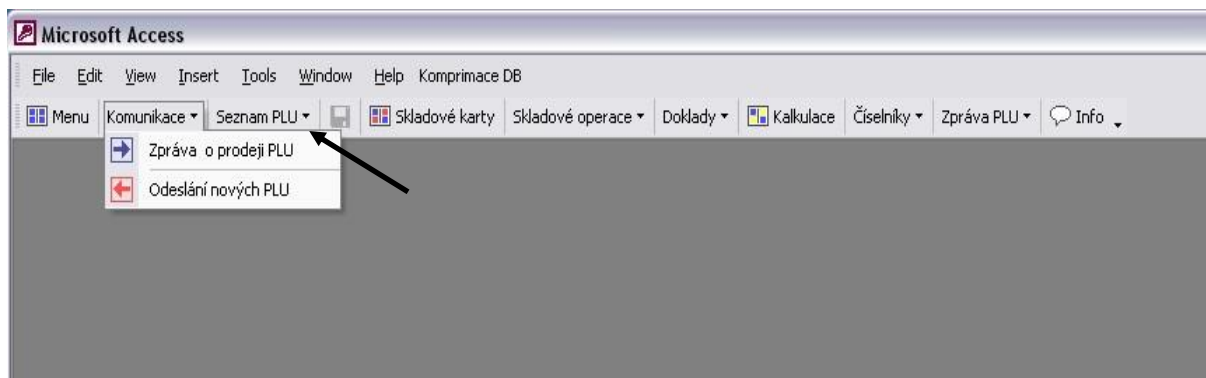 Microsoft Access
File Edit View Insert Tools Window Help Komprimace DB
Menu Komunikace Seznam PLU Skladové karty Skladové operace Doklady Kalkulace Číselníky Zpráva PLU Info
Zpráva o prodeji PLU
Odeslání nových PLU